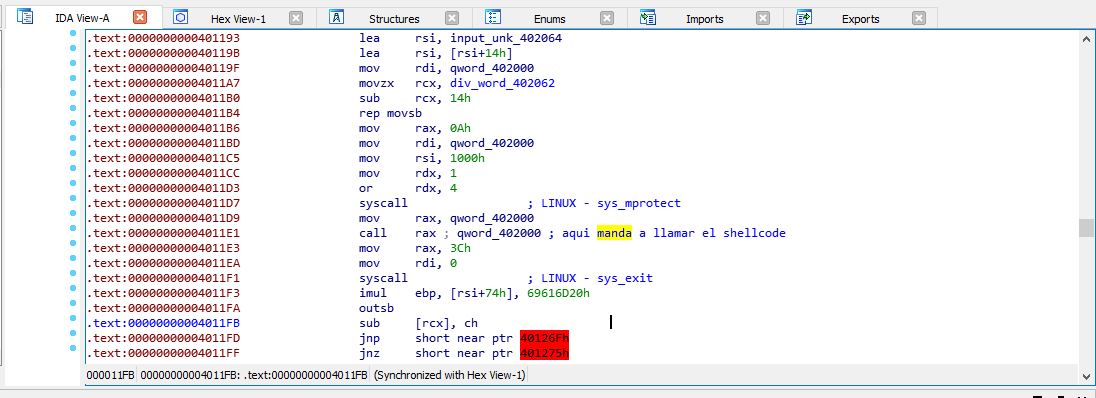 IDA View-A Hex View-1 Structures Enums Imports Exports
.text:0000000000401193 lea rsi, input_unk_402064
.text:000000000040119B lea rsi, [rsi+14h]
.text:000000000040119F mov rdi, qword_402000
.text:00000000004011A7 movzx rcx, div_word_402062
.text:00000000004011B0 sub rcx, 14h
.text:00000000004011B4 rep movsb
.text:00000000004011B6 mov rax, 0Ah
.text:00000000004011BD mov rdi, qword_402000
.text:00000000004011C5 mov rsi, 1000h
.text:00000000004011CC mov rdx, 1
.text:00000000004011D3 or rdx, 4
.text:00000000004011D7 syscall ; LINUX - sys_mprotect
.text:00000000004011D9 mov rax, qword_402000
.text:00000000004011E1 call rax ; qword_402000 ; aqui manda a llamar el shellcode
.text:00000000004011E3 mov rax, 3Ch
.text:00000000004011EA mov rdi, 0
.text:00000000004011F1 syscall ; LINUX - sys_exit
.text:00000000004011F3 imul ebp, [rsi+74h], 69616D20h
.text:00000000004011FA outsb
.text:00000000004011FB sub [rcx], ch
.text:00000000004011FD jnp short near ptr 40126Fh
.text:00000000004011FF jnz short near ptr 401275h
000011FB 00000000004011FB: .text:00000000004011FB (Synchronized with Hex View-1)